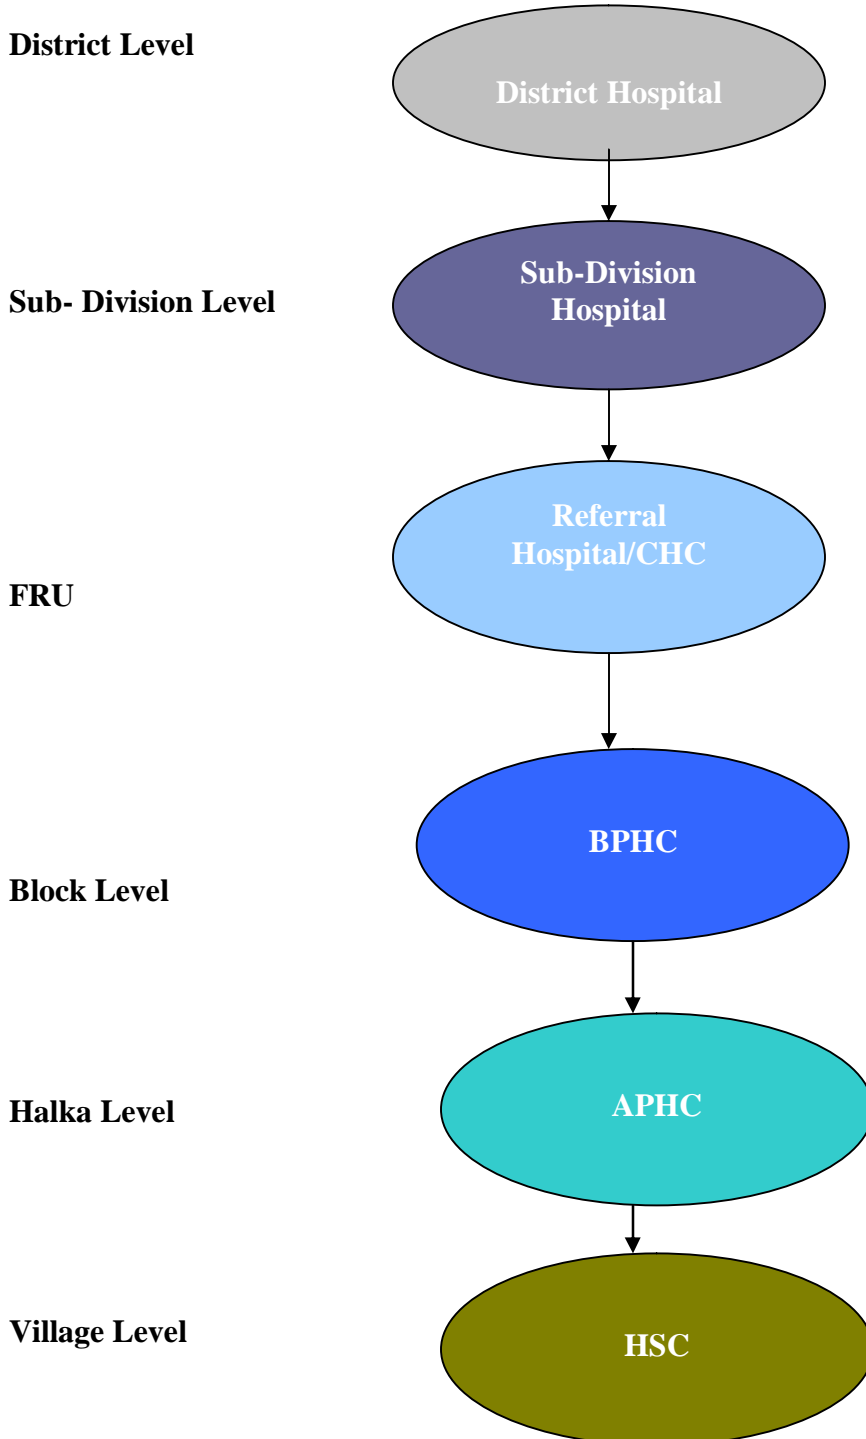 District Level
District Hospital
Sub- Division Level
Sub-Division
Hospital
Referral
Hospital/CHC
FRU
BPHC
Block Level
APHC
Halka Level
HSC
Village Level